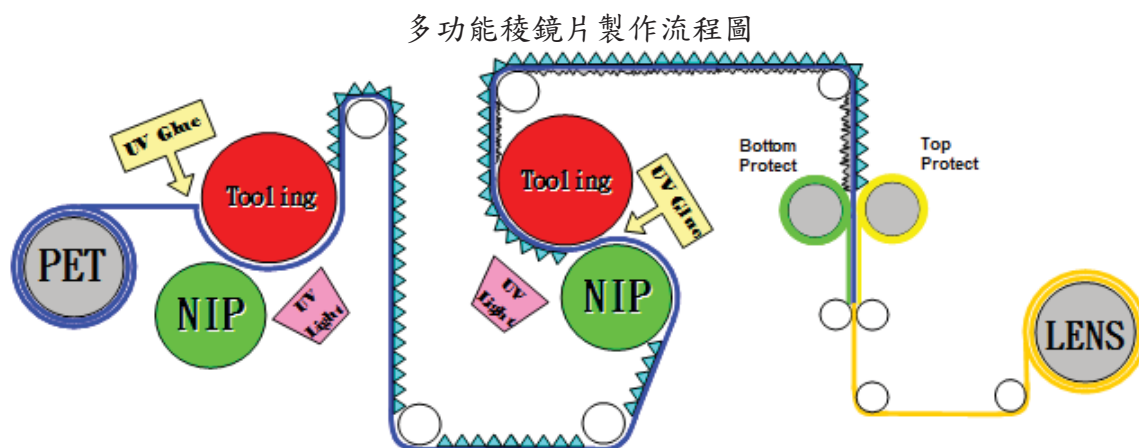 多功能稜鏡片製作流程圖
UV Glue
Tooling
PET
NIP
UV
Light
Tooling
UV Glue
UV
Light
NIP
Bottom
Protect
Top
Protect
LENS